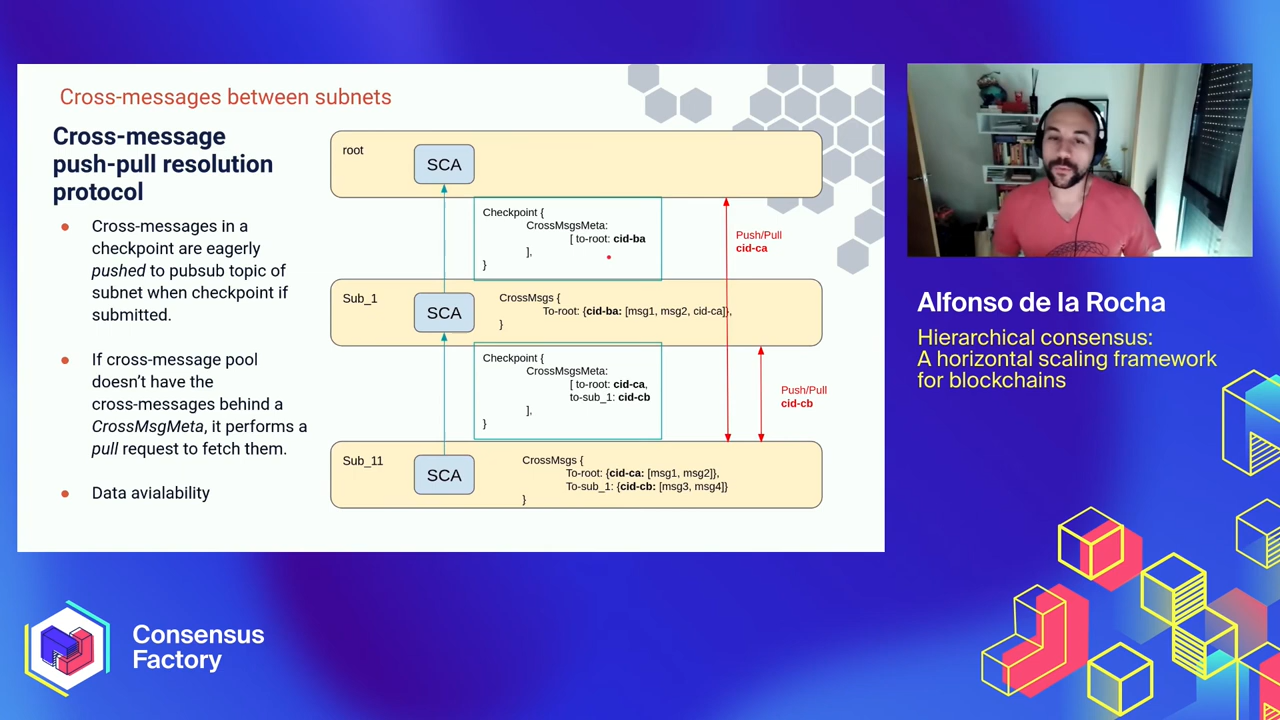 Cross-messages between subnets
Cross-message
push-pull resolution
protocol
Cross-messages in a
checkpoint are eagerly
pushed to pubsub topic of
subnet when checkpoint if
submitted.
If cross-message pool
doesn't have the
cross-messages behind a
CrossMsgMeta, it performs a
pull request to fetch them.
Data avialability
root
SCA
Checkpoint {
CrossMsgsMeta:
[ to-root: cid-ba
],
}
Push/Pull
cid-ca
Sub_1
SCA
CrossMsgs {
To-root: {cid-ba: [msg1, msg2, cid-ca]},
}
Checkpoint {
CrossMsgsMeta:
[ to-root: cid-ca,
to-sub_1: cid-cb
],
}
Push/Pull
cid-cb
Sub_11
SCA
CrossMsgs {
To-root: {cid-ca: [msg1, msg2]},
To-sub_1: {cid-cb: [msg3, msg4]}
}
Alfonso de la Rocha
Hierarchical consensus:
A horizontal scaling framework
for blockchains
Consensus
Factory